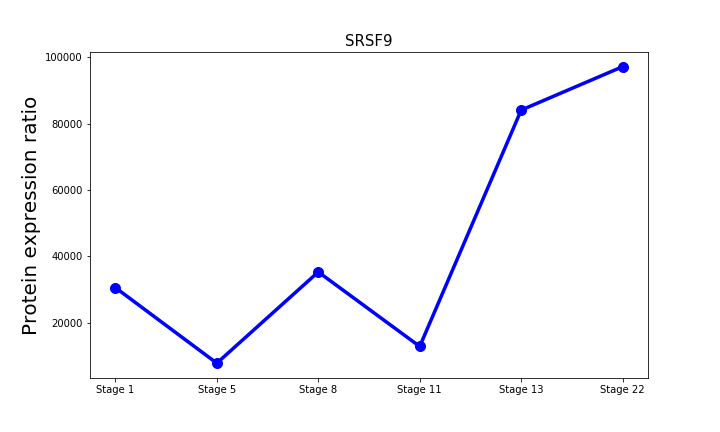 SRSF9
Protein expression ratio
100000
80000
60000
40000
20000
Stage 1
Stage 5
Stage 8
Stage 11
Stage 13
Stage 22